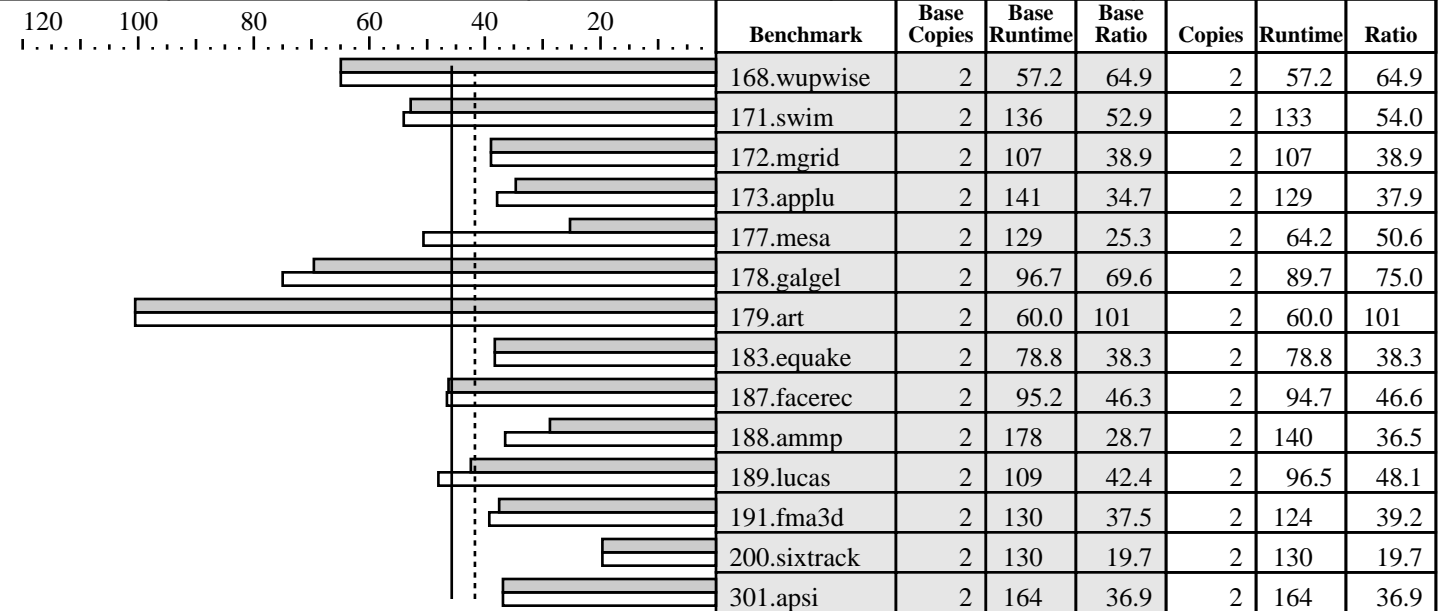 120 100 80 60 40 20
Benchmark Base Copies Base Runtime Base Ratio Copies Runtime Ratio
168.wupwise 2 57.2 64.9 2 57.2 64.9
171.swim 2 136 52.9 2 133 54.0
172.mgrid 2 107 38.9 2 107 38.9
173.applu 2 141 34.7 2 129 37.9
177.mesa 2 129 25.3 2 64.2 50.6
178.galgel 2 96.7 69.6 2 89.7 75.0
179.art 2 60.0 101 2 60.0 101
183.equake 2 78.8 38.3 2 78.8 38.3
187.facerec 2 95.2 46.3 2 94.7 46.6
188.ammp 2 178 28.7 2 140 36.5
189.lucas 2 109 42.4 2 96.5 48.1
191.fma3d 2 130 37.5 2 124 39.2
200.sixtrack 2 130 19.7 2 130 19.7
301.apsi 2 164 36.9 2 164 36.9